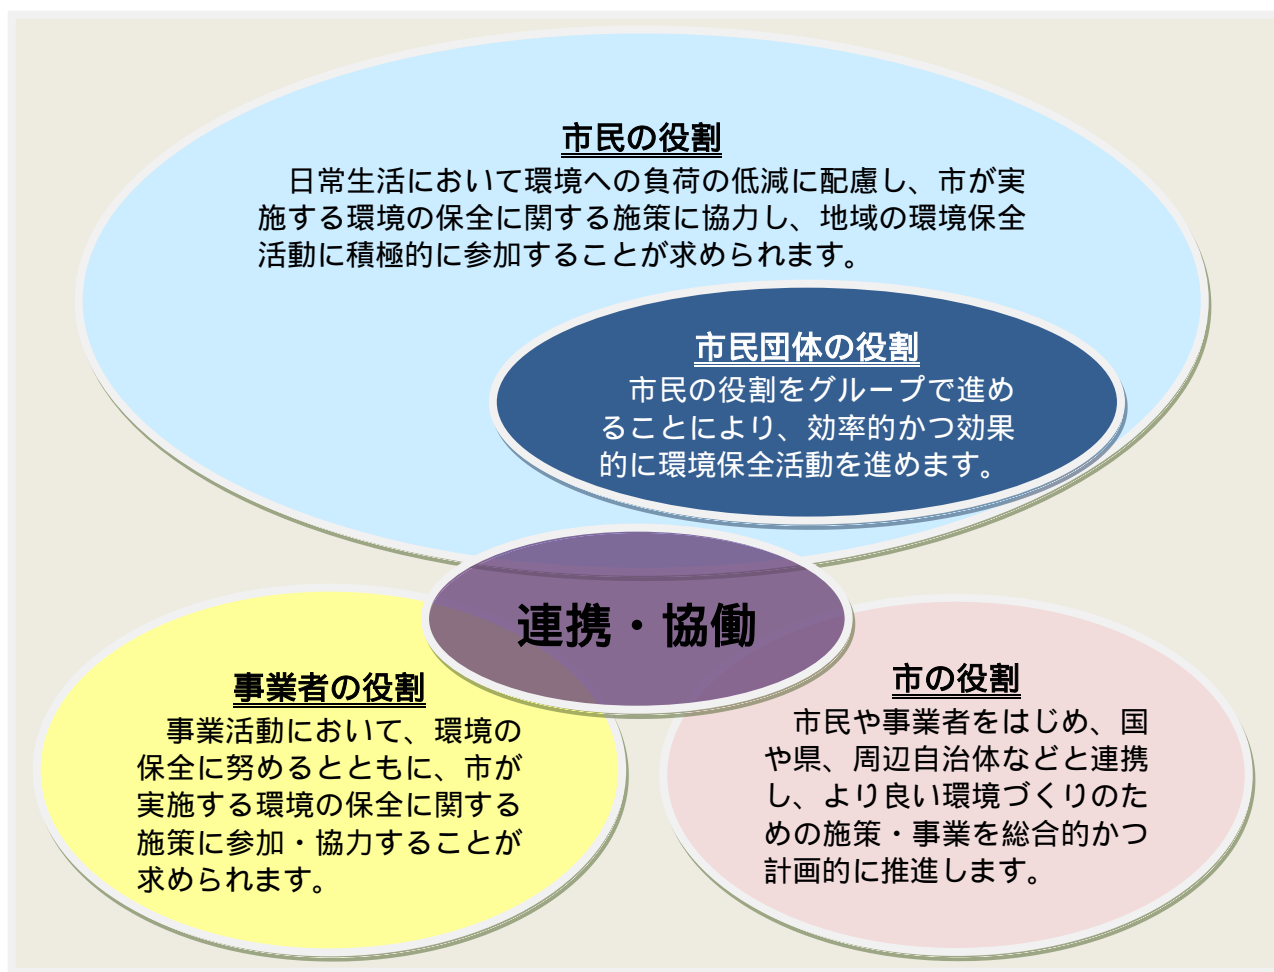 市民の役割
日常生活において環境への負荷の低減に配慮し、市が実
施する環境の保全に関する施策に協力し、地域の環境保全
活動に積極的に参加することが求められます。
市民団体の役割
市民の役割をグループで進め
ることにより、効率的かつ効果
的に環境保全活動を進めます。
連携・協働
事業者の役割
事業活動において、環境の
保全に努めるとともに、市が
実施する環境の保全に関する
施策に参加・協力することが
求められます。
市の役割
市民や事業者をはじめ、国
や県、周辺自治体などと連携
し、より良い環境づくりのた
めの施策・事業を総合的かつ
計画的に推進します。